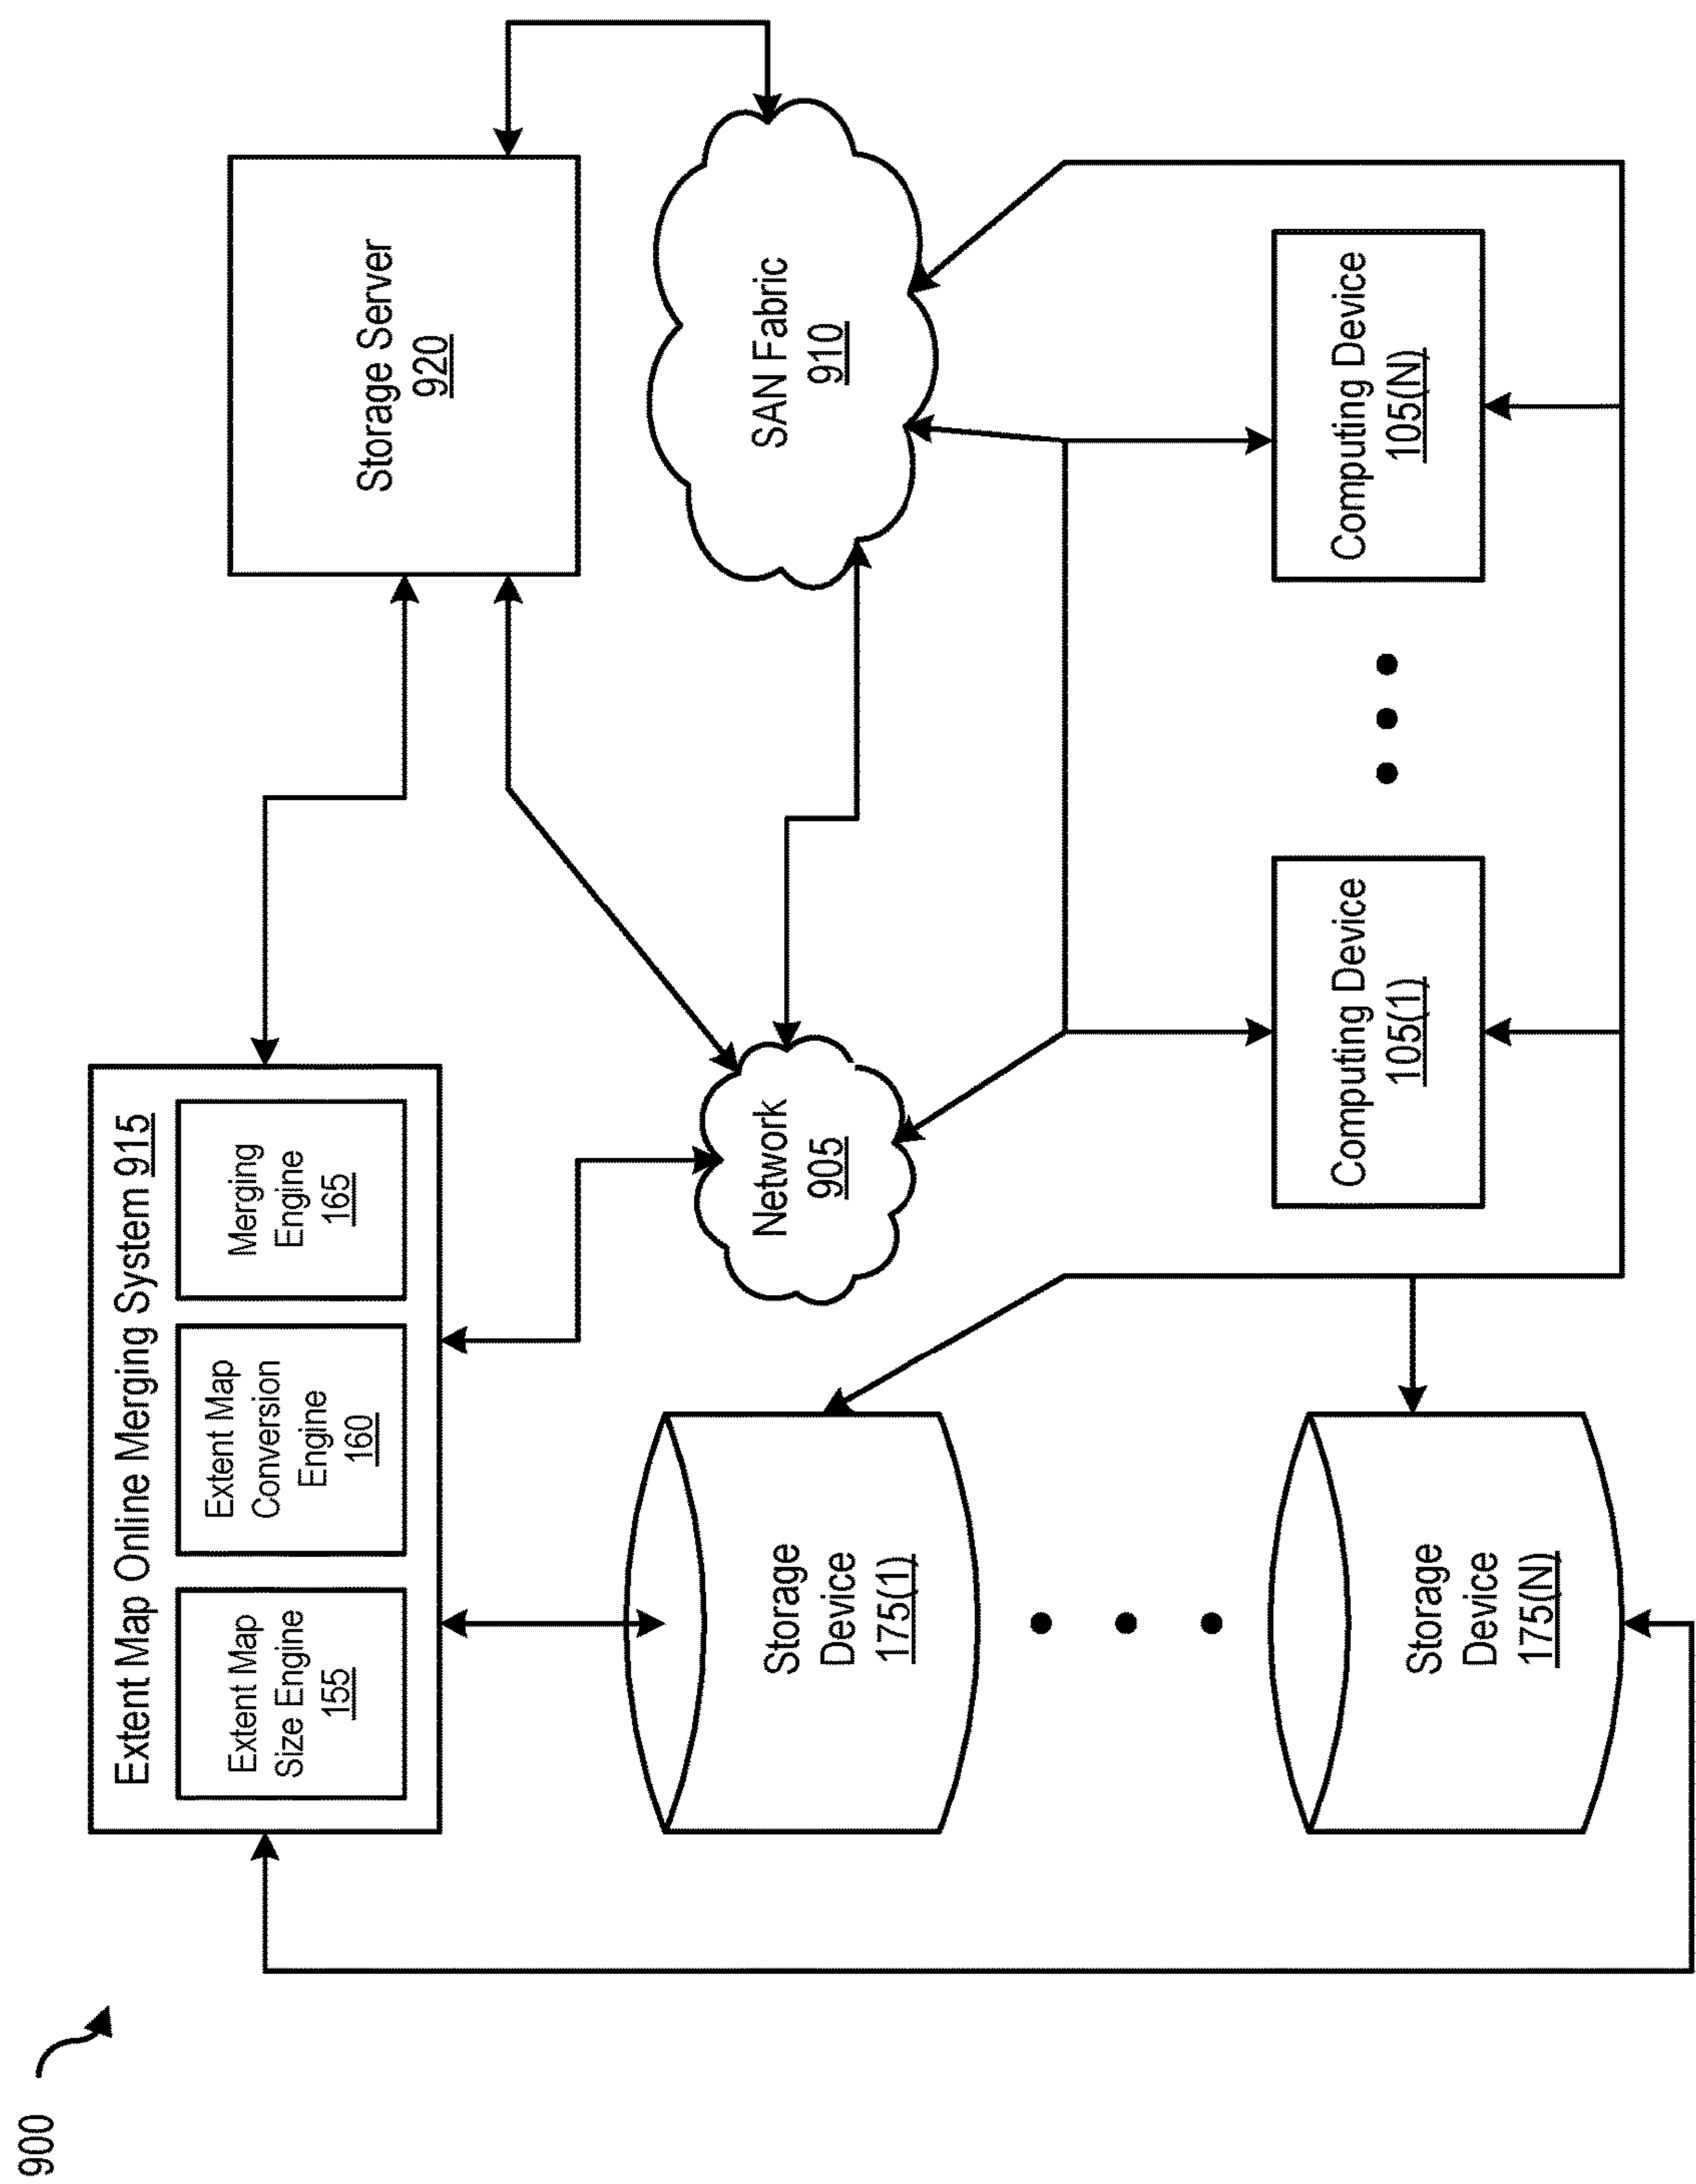 900
Extent Map Online Merging System 915
Extent Map
Size Engine
155
Extent Map
Conversion
Engine
160
Merging
Engine
165
Storage Server
920
Storage
Device
175(1)
Network
905
SAN Fabric
910
Storage
Device
175(N)
Computing Device
105(1)
Computing Device
105(N)